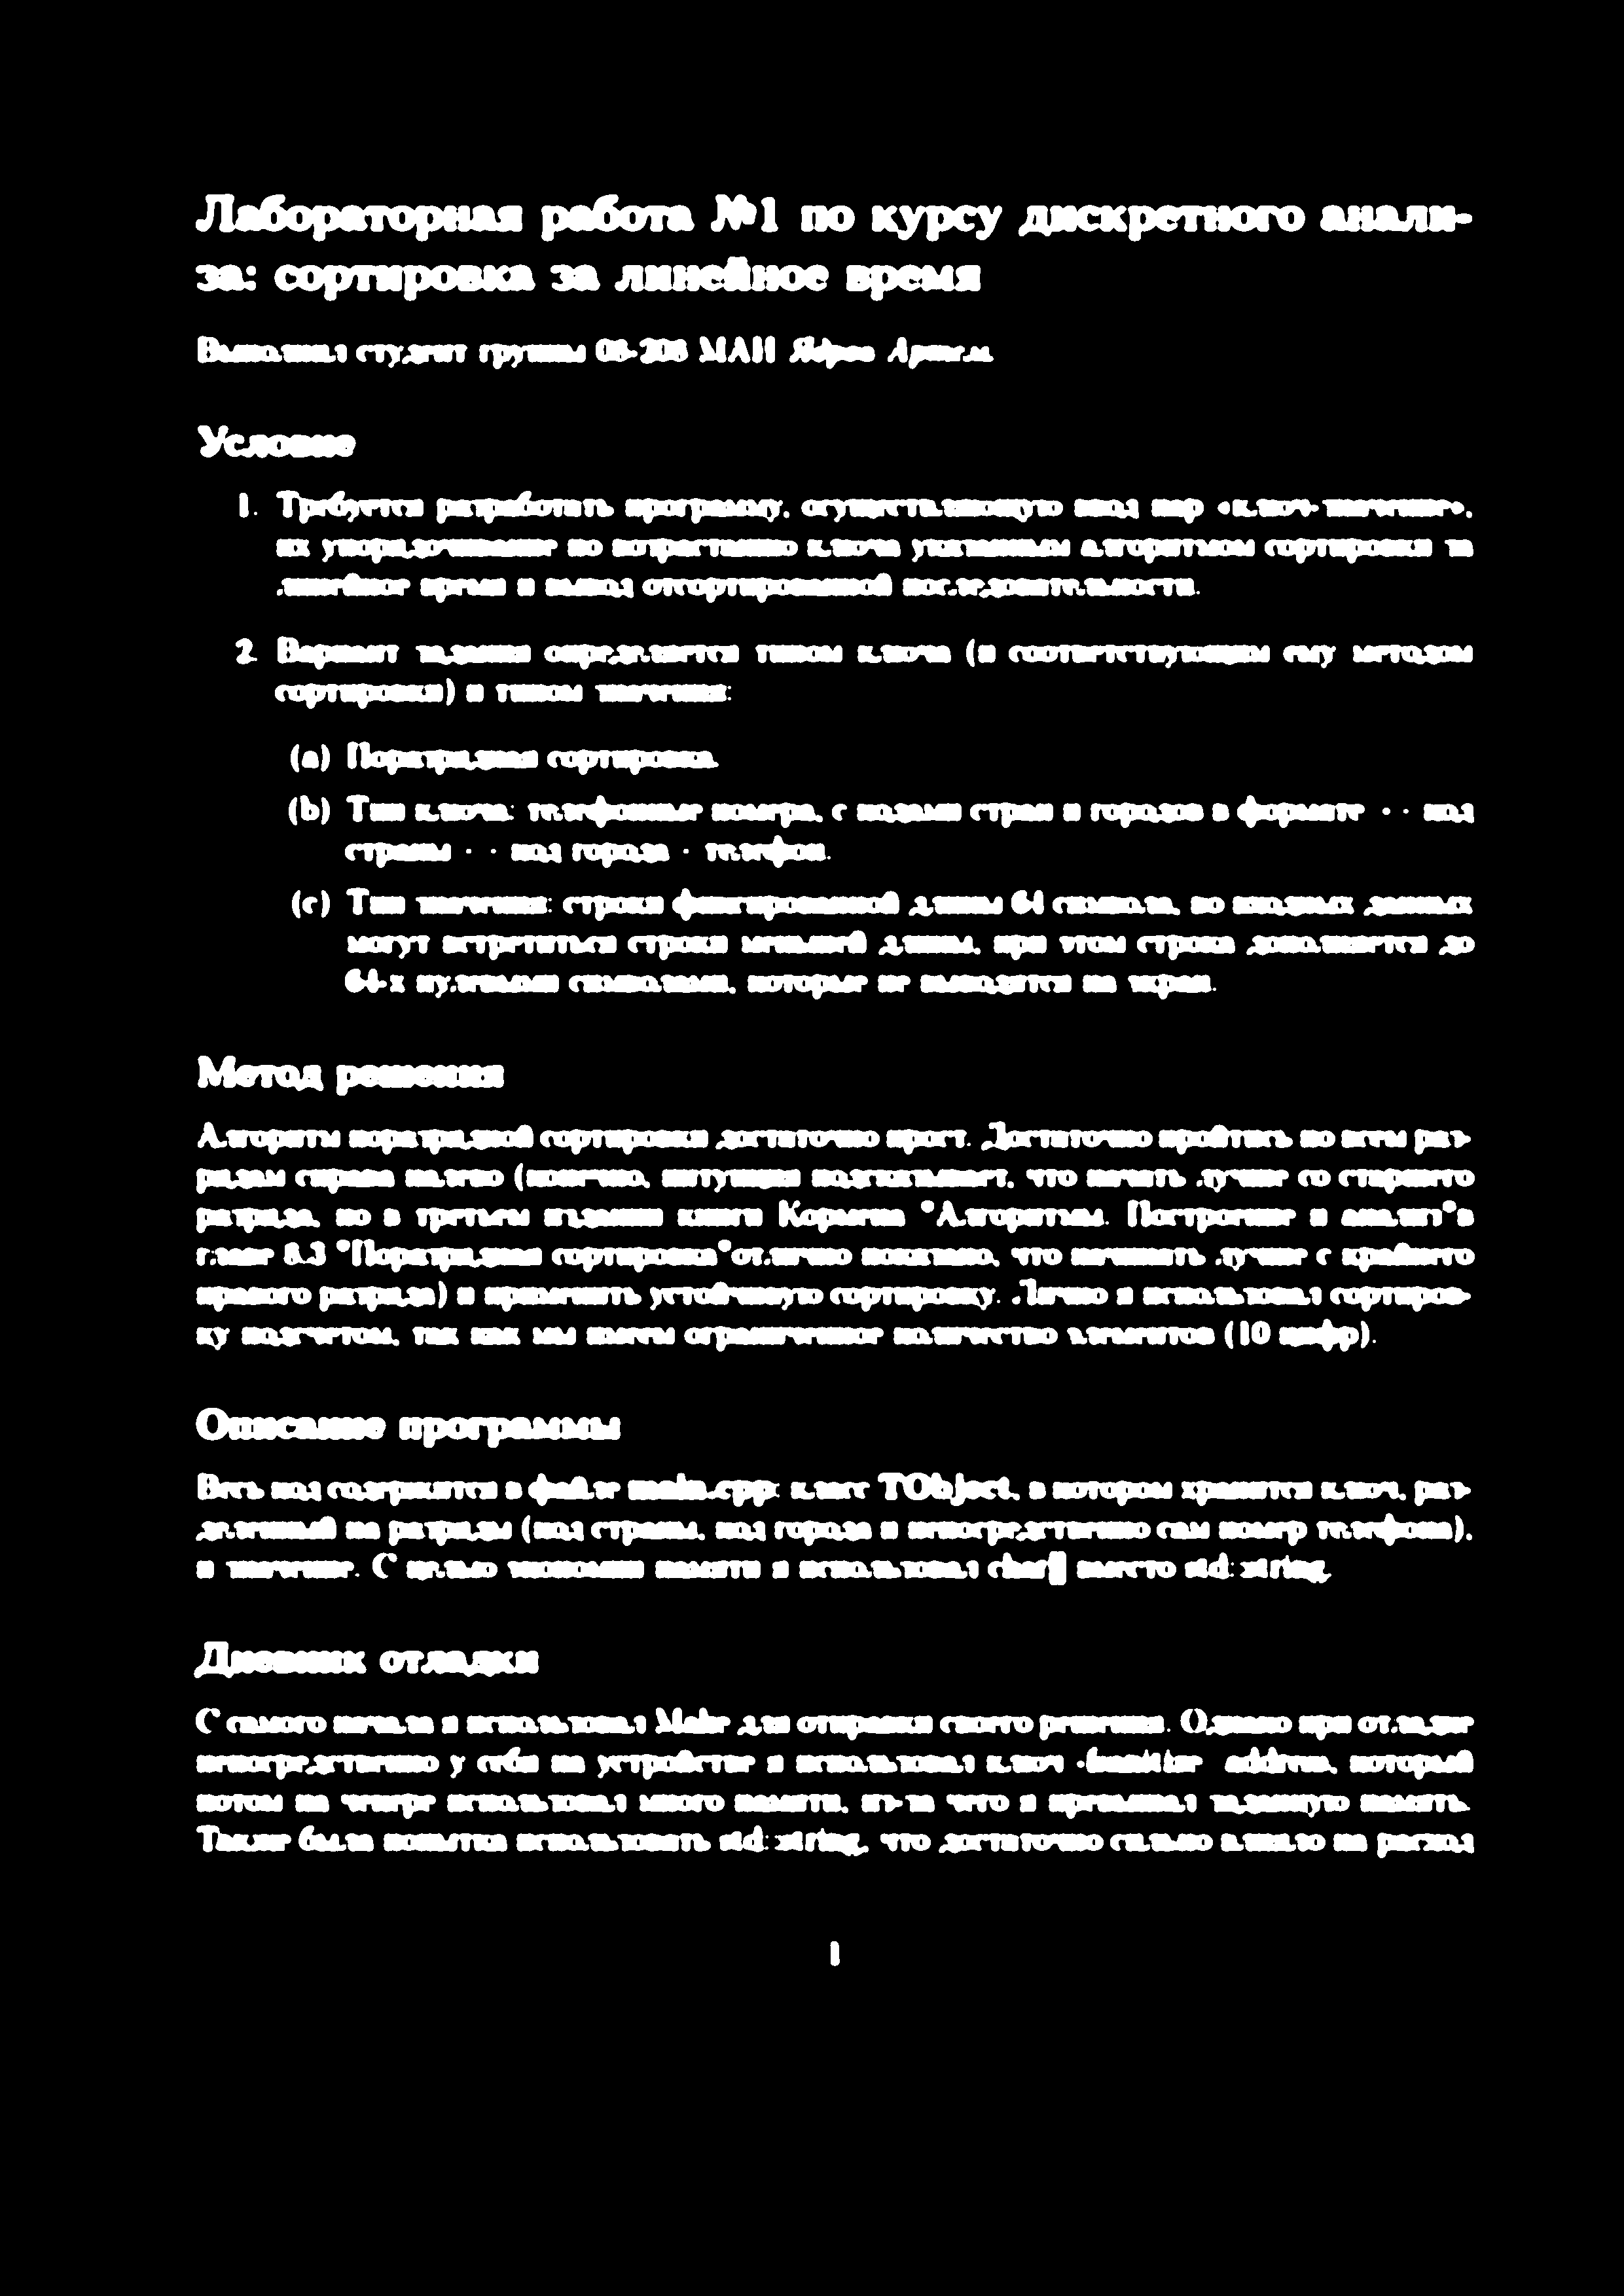 Лабораторная работа №1 по курсу дискретного анали-
за: сортировка за линейное время
Выполнил студент группы 08-208 МАИ Артем
Условие
1. Требуется разработать программу, осуществляющую ввод пар «ключ-значение»,
их упорядочивание по возрастанию ключа указанным алгоритмом сортировки за
линейное время и вывод отсортированной последовательности.
2. Вариант задания определяется типом ключа (и соответствующим ему методом
сортировки) и типом значения:
(a) Поразрядная сортировка.
(b) Тип ключа: телефонные номера, с кодами стран и городов в формате код
страны код города - телефон.
(c) Тип значения: строки фиксированной длины 64 символа, во входных данных
могут встретиться строки меньшей длины, при этом строка дополняется до
64-х нулевыми символами, которые не выводятся на экран.
Метод решения
Алгоритм поразрядной сортировки достаточно прост. Достаточно пройтись по всем раз-
рядам справа налево (конечно, интуиция подсказывает, что начать лучше со старшего
разряда, но в третьем издании книги Кормена "Алгоритмы. Построение и анализ"в
главе 8.3 "Поразрядная сортировка"отлично показано, что начинать лучше с крайнего
правого разряда) и применить устойчивую сортировку. Лично я использовал сортиров-
ку подсчетом, так как мы имеем ограниченное количество элементов (10 цифр).
Описание программы
Весь код содержится в файле main.cpp: класс TObject, в котором хранится ключ, раз-
деленный на разряды (код страны, код города и непосредственно сам номер телефона),
и значение. С целью экономии памяти я использовал char[] вместо std::string.
Дневник отладки
С самого начала я использовал Make для отправки своего решения. Однако при отладке
непосредственно у себя на устройстве я использовал ключ address, который
потом на чекере использовал много памяти, из-за чего я превышал заданную память.
Также была попытка использовать std::string, что достаточно сильно влияло на расход
1